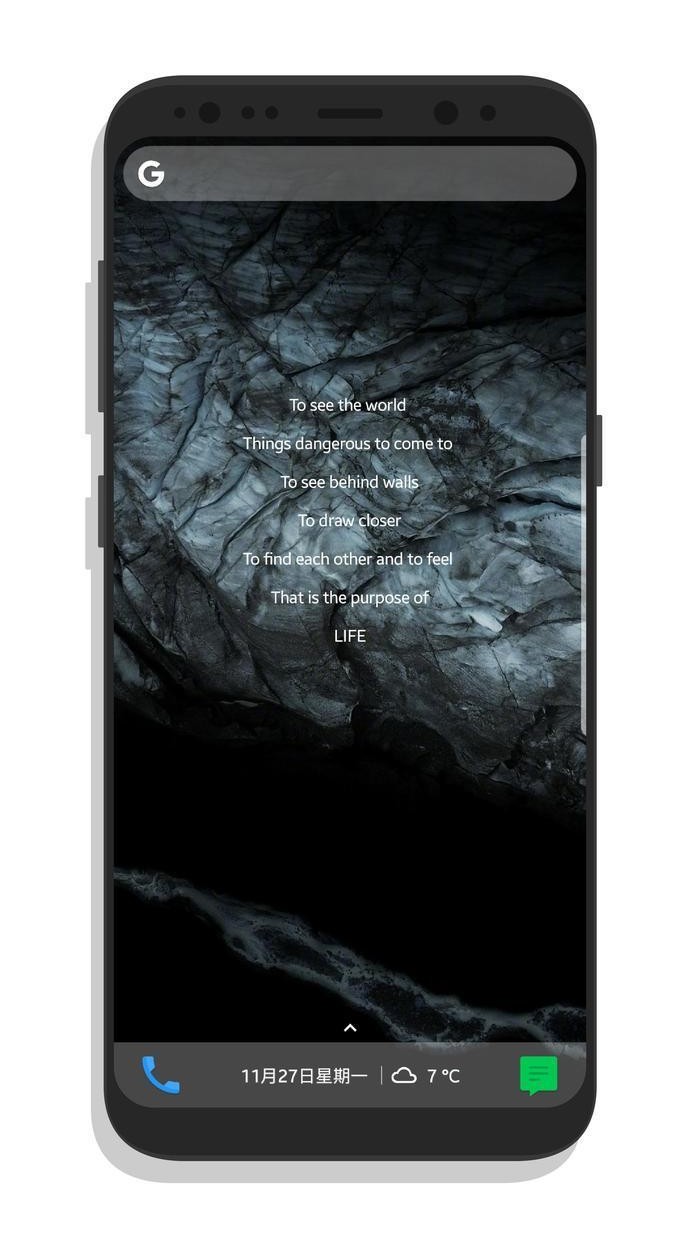 G
To see the world
Things dangerous to come to
To see behind walls
To draw closer
To find each other and to feel
That is the purpose of
LIFE
11月27日星期一 | 7 ℃